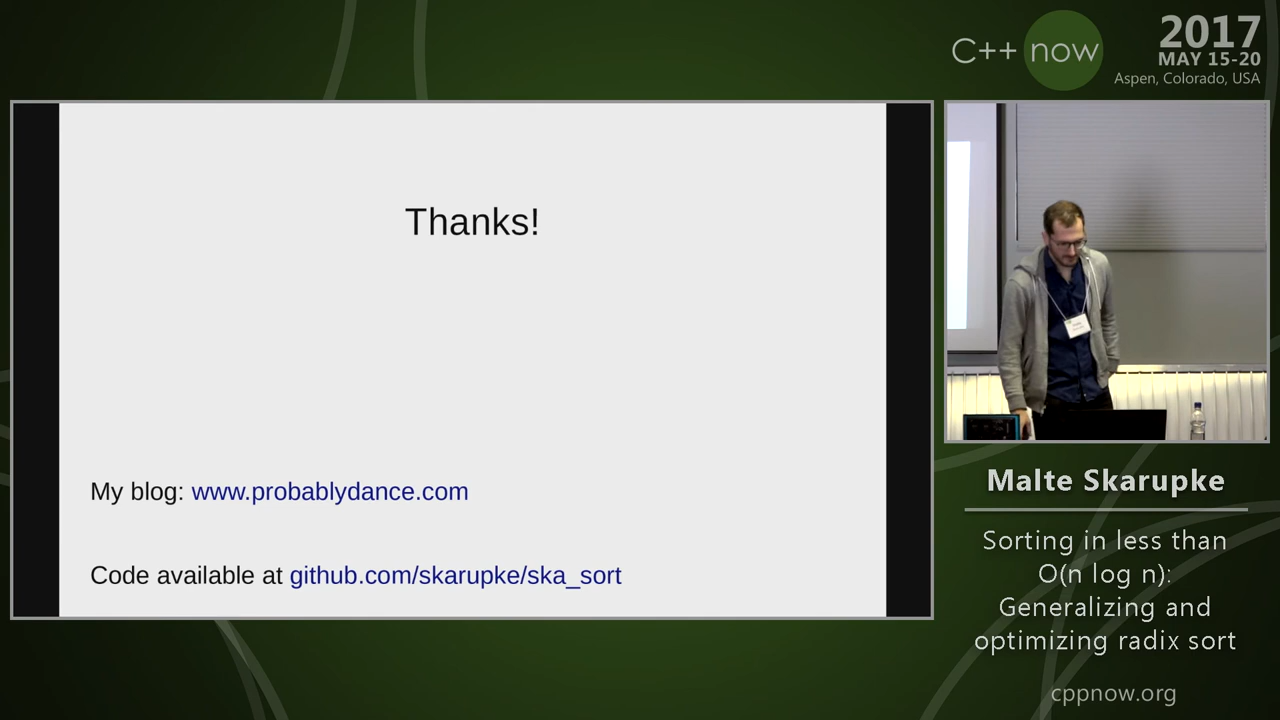 C++ now
2017
MAY 15-20
Aspen, Colorado, USA
Thanks!
My blog: www.probablydance.com
Code available at github.com/skarupke/ska_sort
Malte Skarupke
Sorting in less than
O(n log n):
Generalizing and
optimizing radix sort
cppnow.org